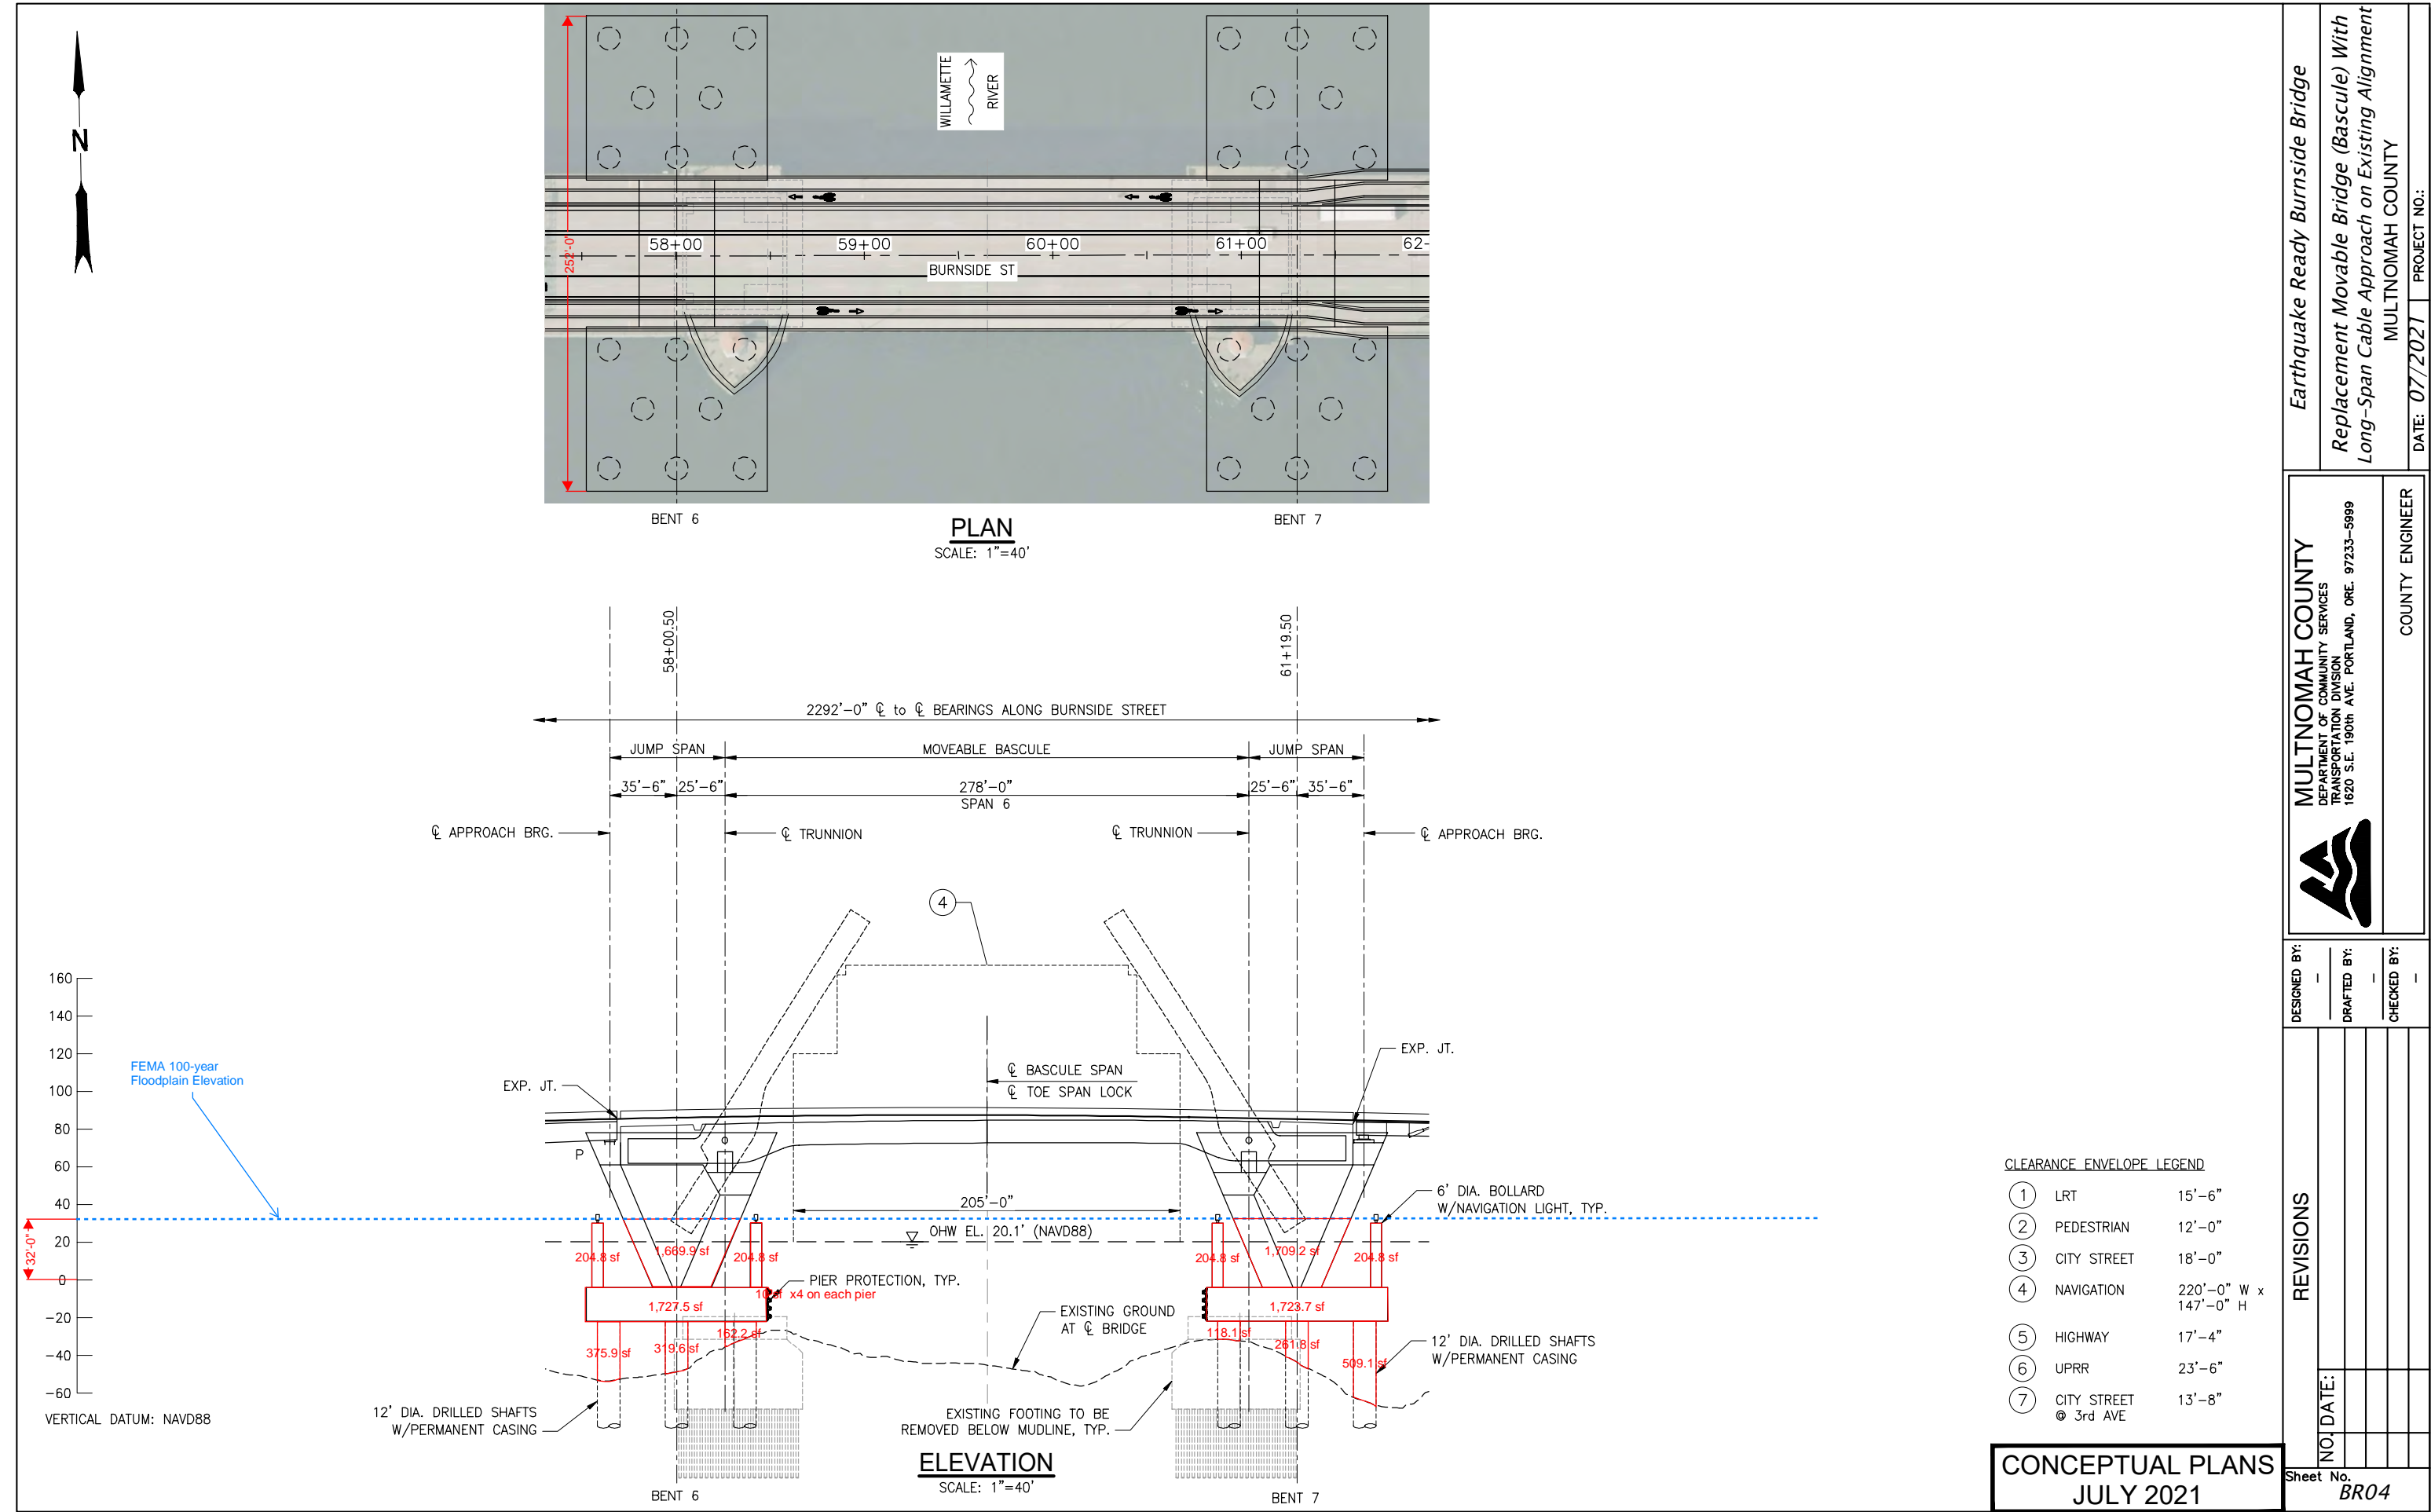 N
WILLAMETTE
RIVER
252'-0"
58+00
59+00
60+00
61+00
62-
BURNSIDE ST
BENT 6
PLAN
SCALE: 1"=40'
BENT 7
58+00.50
61+19.50
2292'-0" ℄ to ℄ BEARINGS ALONG BURNSIDE STREET
JUMP SPAN
MOVEABLE BASCULE
JUMP SPAN
35'-6"
25'-6"
278'-0"
SPAN 6
25'-6"
35'-6"
℄ APPROACH BRG.
℄ TRUNNION
℄ TRUNNION
℄ APPROACH BRG.
4
160
140
120
100
80
60
40
20
0
-20
-40
-60
32'-0"
VERTICAL DATUM: NAVD88
FEMA 100-year
Floodplain Elevation
EXP. JT.
EXP. JT.
℄ BASCULE SPAN
℄ TOE SPAN LOCK
P
205'-0"
OHW EL. 20.1' (NAVD88)
6' DIA. BOLLARD
W/NAVIGATION LIGHT, TYP.
204.8 sf
1,669.9 sf
204.8 sf
204.8 sf
1,709.2 sf
204.8 sf
PIER PROTECTION, TYP.
x4 on each pier
1,727.5 sf
1,723.7 sf
EXISTING GROUND
AT ℄ BRIDGE
375.9 sf
319.6 sf
162.2 sf
118.1 sf
261.8 sf
509.1 sf
12' DIA. DRILLED SHAFTS
W/PERMANENT CASING
12' DIA. DRILLED SHAFTS
W/PERMANENT CASING
EXISTING FOOTING TO BE
REMOVED BELOW MUDLINE, TYP.
ELEVATION
SCALE: 1"=40'
BENT 6
BENT 7
CLEARANCE ENVELOPE LEGEND
1 LRT 15'-6"
2 PEDESTRIAN 12'-0"
3 CITY STREET 18'-0"
4 NAVIGATION 220'-0" W x
147'-0" H
5 HIGHWAY 17'-4"
6 UPRR 23'-6"
7 CITY STREET 13'-8"
@ 3rd AVE
CONCEPTUAL PLANS
JULY 2021
Earthquake Ready Burnside Bridge
Replacement Movable Bridge (Bascule) With
Long-Span Cable Approach on Existing Alignment
MULTNOMAH COUNTY
DATE: 07/2021
PROJECT NO.:
MULTNOMAH COUNTY
DEPARTMENT OF COMMUNITY SERVICES
TRANSPORTATION DIVISION
1620 S.E. 190th AVE. PORTLAND, ORE. 97233-5999
COUNTY ENGINEER
DESIGNED BY:
-
DRAFTED BY:
-
CHECKED BY:
-
REVISIONS
NO. DATE:
Sheet No.
BR04